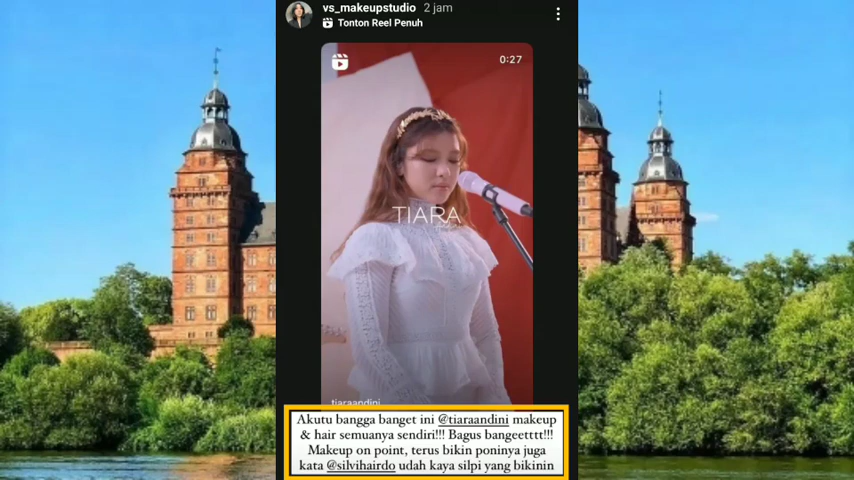 vs_makeupstudio 2 jam
Tonton Reel Penuh
0:27
TIARA
tiaraandini
Akutu bangga banget ini @tiaraandini makeup
& hair semuanya sendiri!!! Bagus bangeetttt!!!
Makeup on point, terus bikin poninya juga
kata @silvihairdo udah kaya silpi yang bikinin